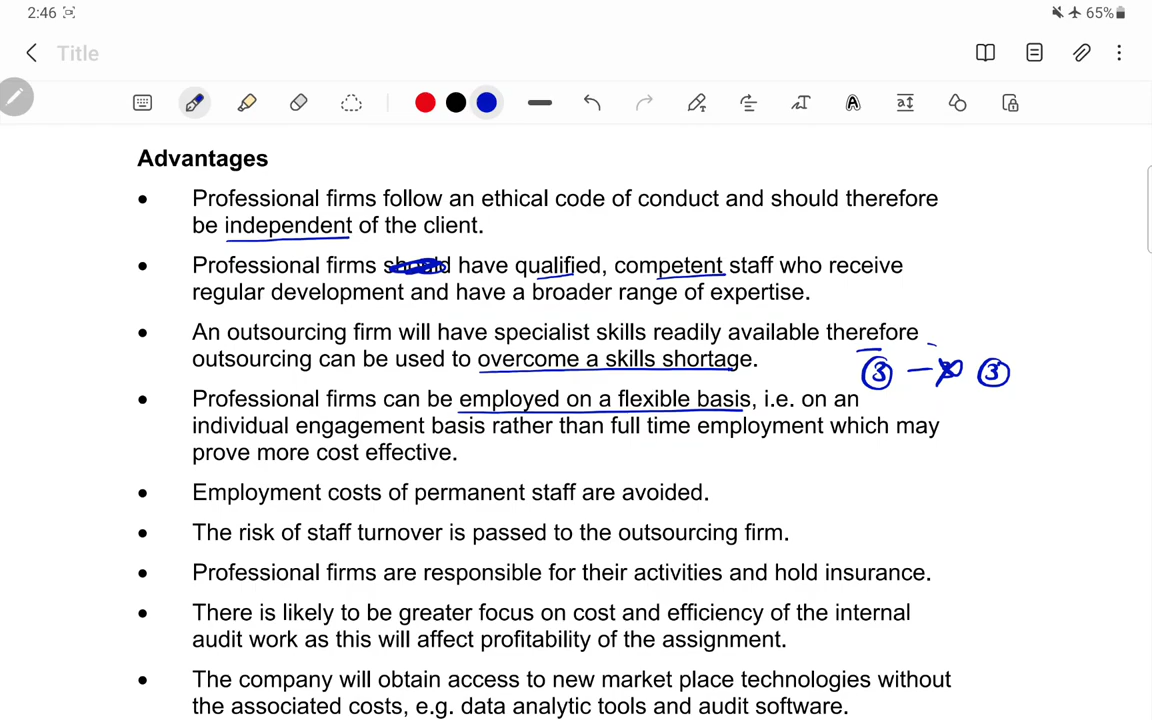 2:46 65%
Title
Advantages
• Professional firms follow an ethical code of conduct and should therefore
be independent of the client.
• Professional firms should have qualified, competent staff who receive
regular development and have a broader range of expertise.
• An outsourcing firm will have specialist skills readily available therefore
outsourcing can be used to overcome a skills shortage.
3 — 3
• Professional firms can be employed on a flexible basis, i.e. on an
individual engagement basis rather than full time employment which may
prove more cost effective.
• Employment costs of permanent staff are avoided.
• The risk of staff turnover is passed to the outsourcing firm.
• Professional firms are responsible for their activities and hold insurance.
• There is likely to be greater focus on cost and efficiency of the internal
audit work as this will affect profitability of the assignment.
• The company will obtain access to new market place technologies without
the associated costs, e.g. data analytic tools and audit software.